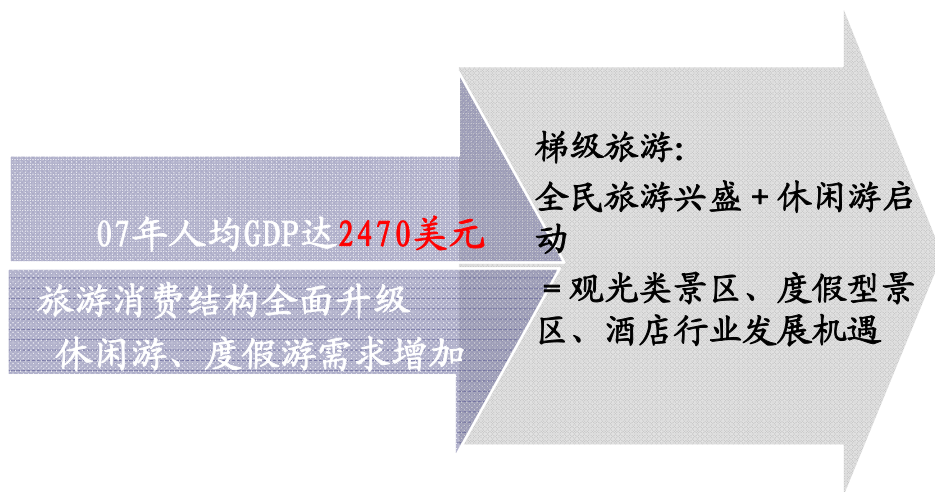 07年人均GDP达2470美元
旅游消费结构全面升级
休闲游、度假游需求增加
梯级旅游：
全民旅游兴盛＋休闲游启
动
＝观光类景区、度假型景
区、酒店行业发展机遇